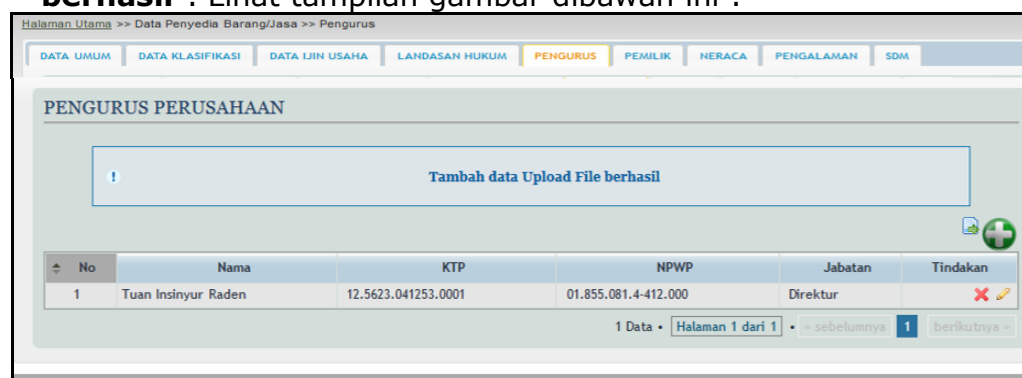 berhasil". Lihat tampilan gambar dibawah ini :
Halaman Utama >> Data Penyedia Barang/Jasa >> Pengurus
DATA UMUM DATA KLASIFIKASI DATA IJIN USAHA LANDASAN HUKUM PENGURUS PEMILIK NERACA PENGALAMAN SDM
PENGURUS PERUSAHAAN
! Tambah data Upload File berhasil
No Nama KTP NPWP Jabatan Tindakan
1 Tuan Insinyur Raden 12.5623.041253.0001 01.855.081.4-412.000 Direktur
1 Data • Halaman 1 dari 1 • « sebelumnya 1 berikutnya »